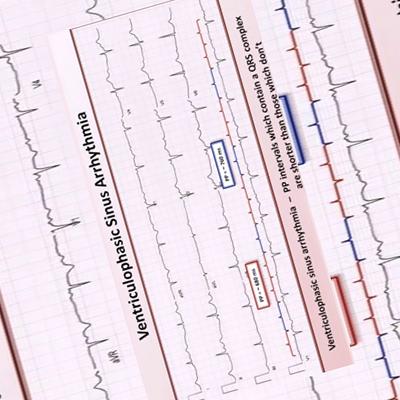 V4
aVR
Ventriculophasic Sinus Arrhythmia
PP = ~ 760 ms
PP = ~ 680 ms
Ventriculophasic sinus arrhythmia – PP intervals which contain a QRS complex
are shorter than those which don't